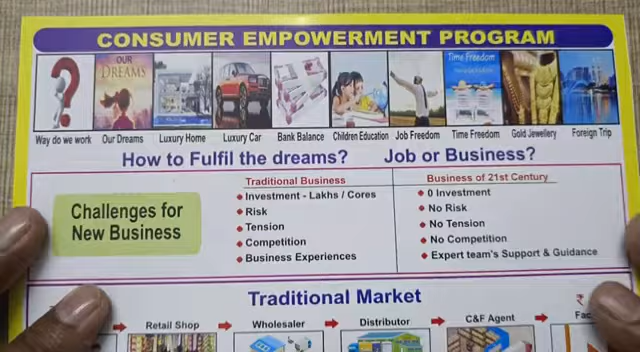 CONSUMER EMPOWERMENT PROGRAM
OUR DREAMS
Time Freedom
Way do we work Our Dreams Luxury Home Luxury Car Bank Balance Children Education Job Freedom Time Freedom Gold Jewellery Foreign Trip
How to Fulfil the dreams? Job or Business?
Challenges for New Business
Traditional Business
Investment - Lakhs / Cores
Risk
Tension
Competition
Business Experiences
Business of 21st Century
0 Investment
No Risk
No Tension
No Competition
Expert team's Support & Guidance
Traditional Market
₹
Retail Shop Wholesaler Distributor C&F Agent